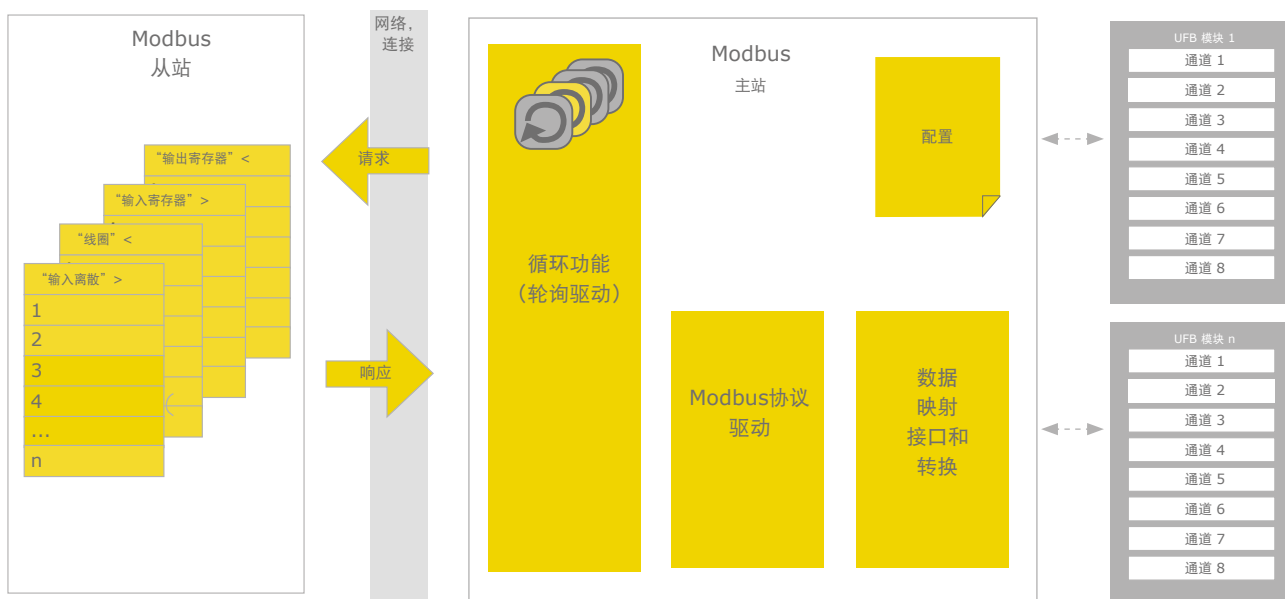 Modbus
从站
“输出寄存器” <
“输入寄存器” >
“线圈” <
“输入离散” >
1
2
3
4
...
n
网络，
连接
请求
响应
Modbus
主站
循环功能
（轮询驱动）
配置
Modbus协议
驱动
数据
映射
接口和
转换
UFB 模块 1
通道 1
通道 2
通道 3
通道 4
通道 5
通道 6
通道 7
通道 8
UFB 模块 n
通道 1
通道 2
通道 3
通道 4
通道 5
通道 6
通道 7
通道 8